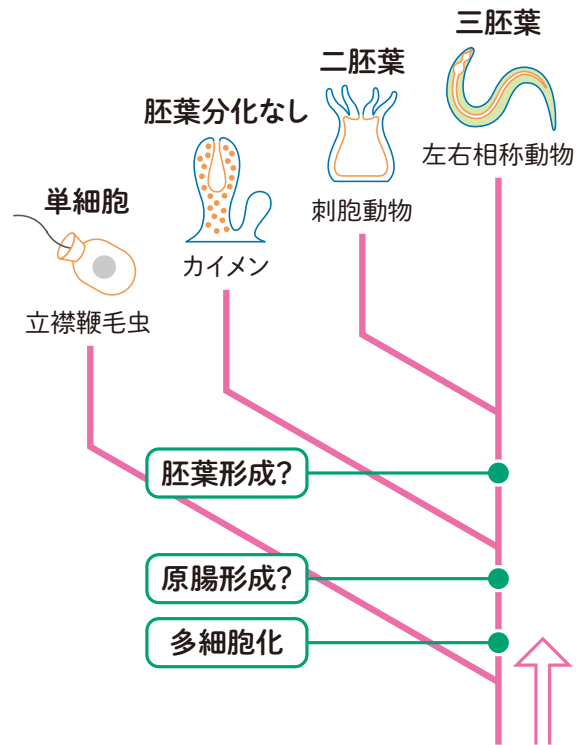 三胚葉
左右相称動物
二胚葉
刺胞動物
胚葉分化なし
カイメン
単細胞
立襟鞭毛虫
胚葉形成?
原腸形成?
多細胞化